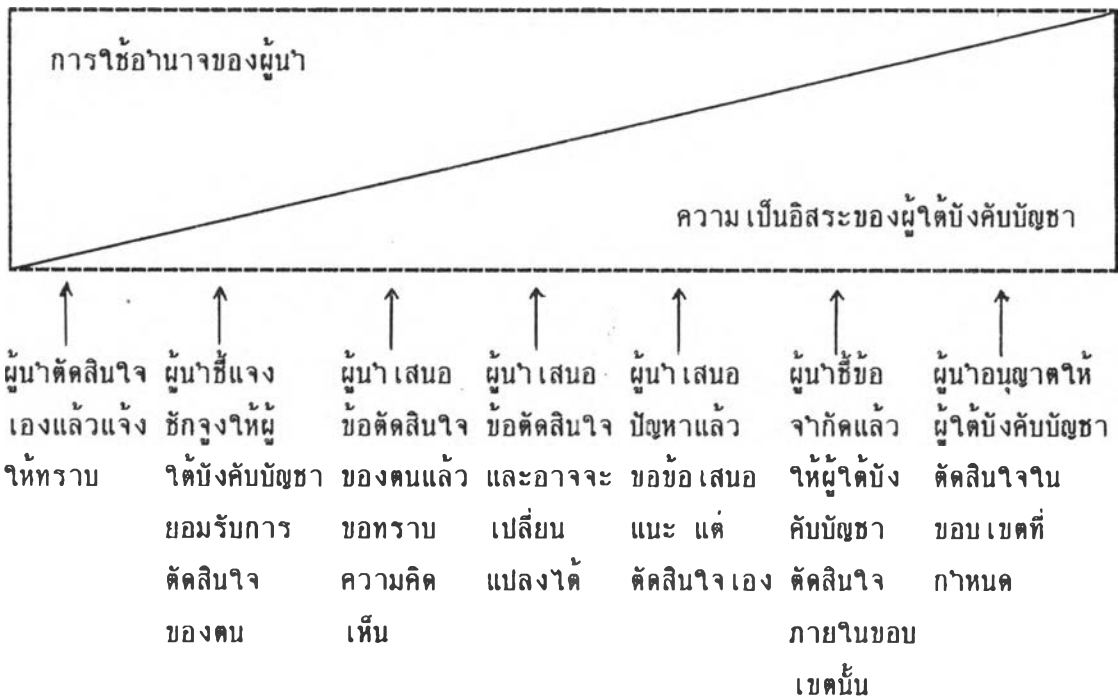 การใช้อำนาจของผู้นำ
ความเป็นอิสระของผู้ใต้บังคับบัญชา
ผู้นำตัดสินใจ
เองแล้วแจ้ง
ให้ทราบ
ผู้นำชี้แจง
ชักจูงให้ผู้
ใต้บังคับบัญชา
ยอมรับการ
ตัดสินใจ
ของตน
ผู้นำเสนอ
ข้อตัดสินใจ
ของตนแล้ว
ขอทราบ
ความคิด
เห็น
ผู้นำเสนอ
ข้อตัดสินใจ
และอาจจะ
เปลี่ยน
แปลงได้
ผู้นำเสนอ
ปัญหาแล้ว
ขอข้อเสนอ
แนะ แต่
ตัดสินใจเอง
ผู้นำชี้ข้อ
จำกัดแล้ว
ให้ผู้ใต้บัง
คับบัญชา
ตัดสินใจ
ภายในขอบ
เขตนั้น
ผู้นำอนุญาตให้
ผู้ใต้บังคับบัญชา
ตัดสินใจใน
ขอบเขตที่
กำหนด